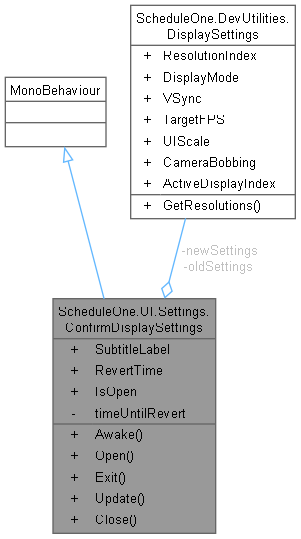 ScheduleOne.DevUtilities.
DisplaySettings
+ ResolutionIndex
+ DisplayMode
+ VSync
+ TargetFPS
+ UIScale
+ CameraBobbing
+ ActiveDisplayIndex
+ GetResolutions()
MonoBehaviour
-newSettings
-oldSettings
ScheduleOne.UI.Settings.
ConfirmDisplaySettings
+ SubtitleLabel
+ RevertTime
+ IsOpen
- timeUntilRevert
+ Awake()
+ Open()
+ Exit()
+ Update()
+ Close()